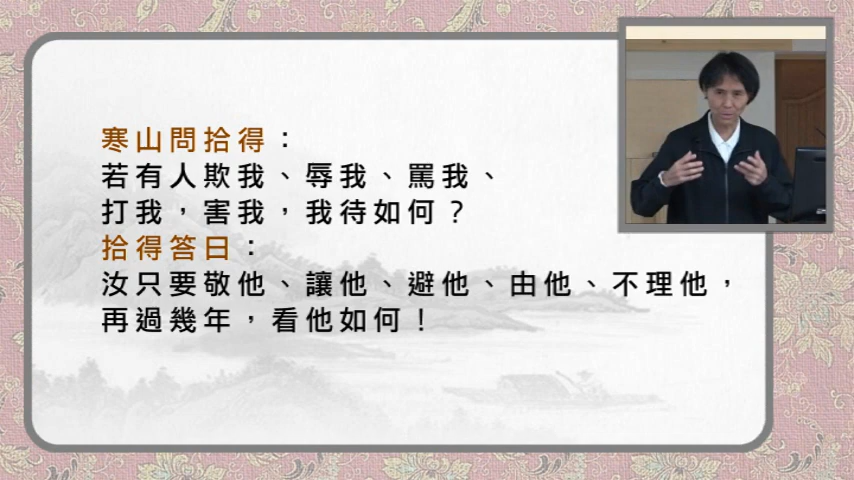 寒山問拾得：
若有人欺我、辱我、罵我、
打我，害我，我待如何？
拾得答曰：
汝只要敬他、讓他、避他、由他、不理他，
再過幾年，看他如何！